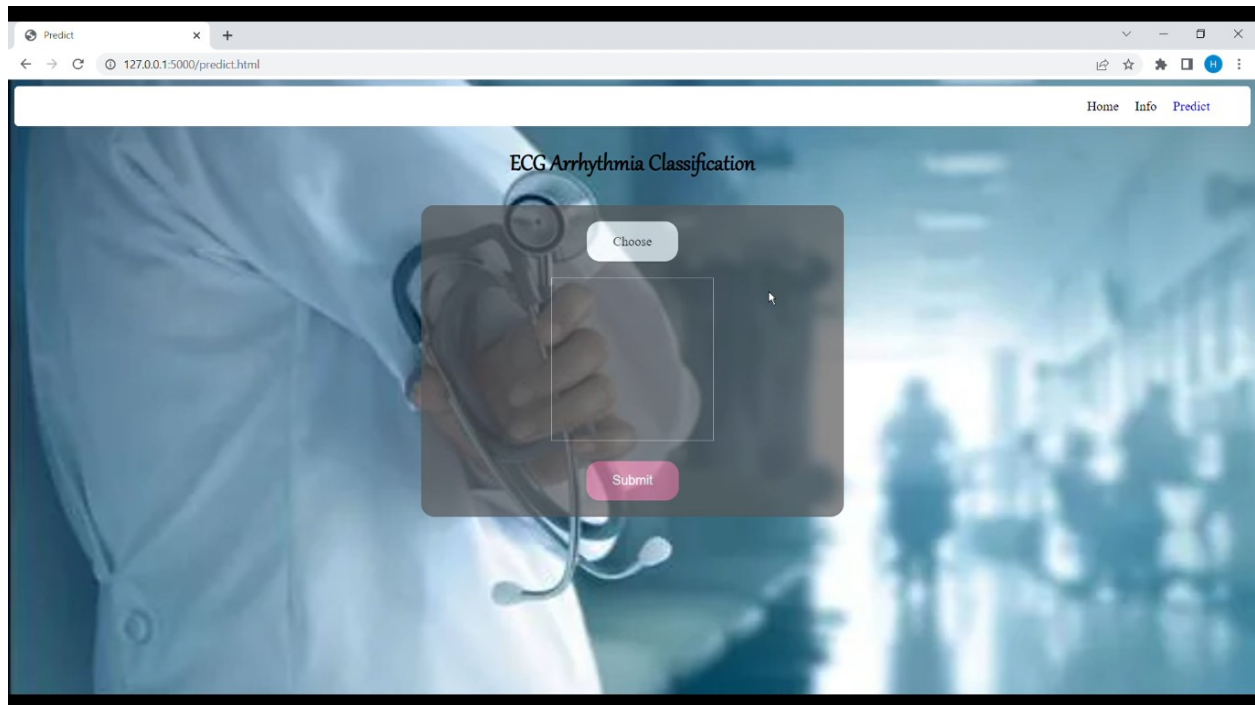 Predict
127.0.0.1:5000/predict.html
H
Home Info Predict
ECG Arrhythmia Classification
Choose
Submit